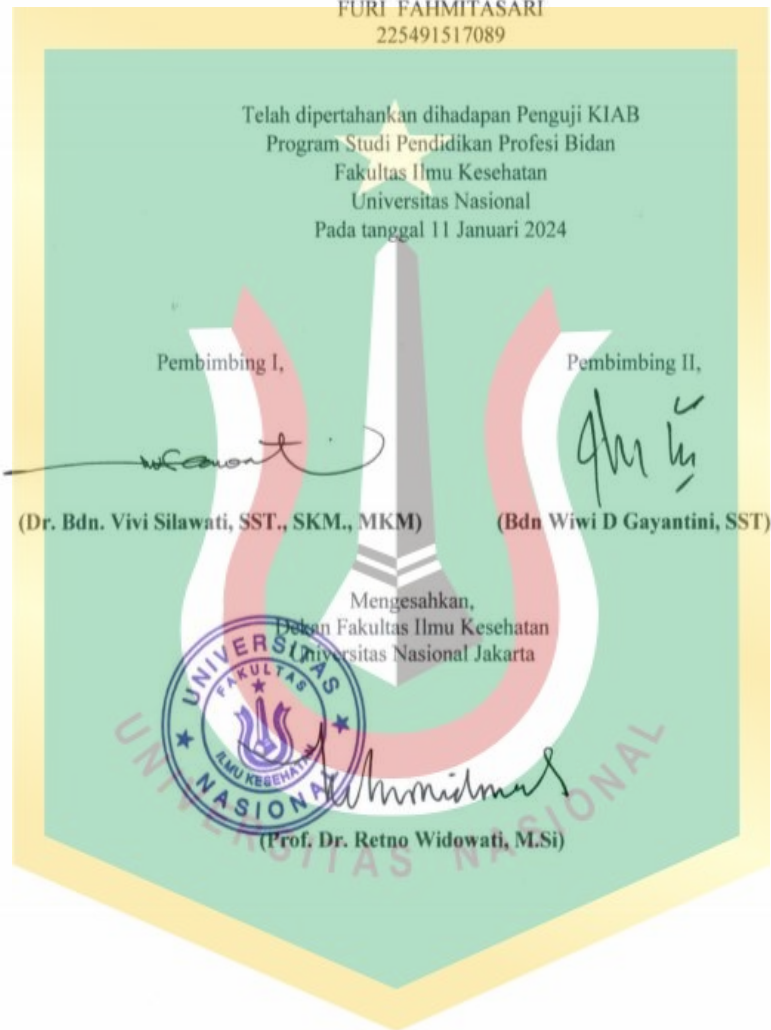 FURI FAHMITASARI
225491517089
Telah dipertahankan dihadapan Penguji KIAB
Program Studi Pendidikan Profesi Bidan
Fakultas Ilmu Kesehatan
Universitas Nasional
Pada tanggal 11 Januari 2024
Pembimbing I,
Pembimbing II,
(Dr. Bdn. Vivi Silawati, SST., SKM., MKM)
(Bdn Wiwi D Gayantini, SST)
Mengesahkan,
Dekan Fakultas Ilmu Kesehatan
Universitas Nasional Jakarta
UNIVERSITAS
FAKULTAS
ILMU KESEHATAN
NASIONAL
(Prof. Dr. Retno Widowati, M.Si)
UNIVERSITAS NASIONAL